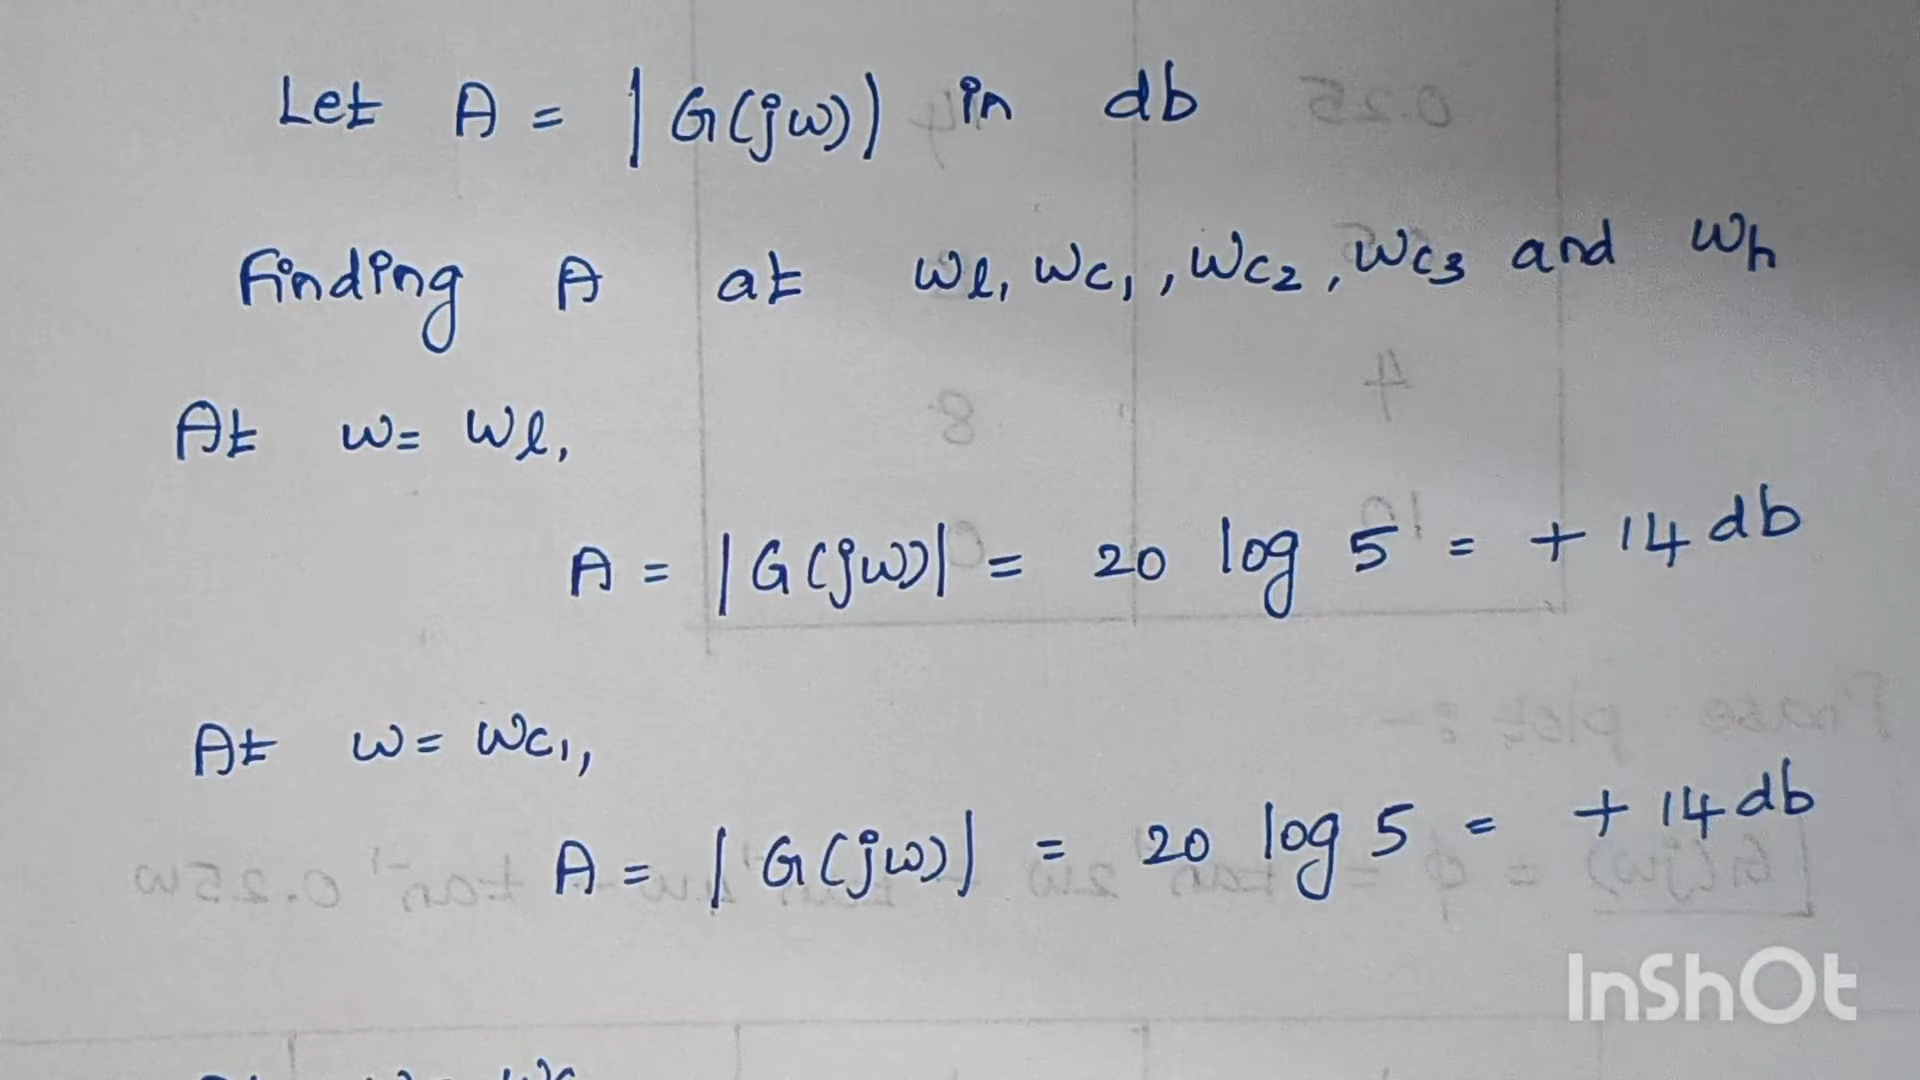 Let A = |G(jω)| in db
Finding A at ωl, ωc1, ωc2, ωc3 and ωh
At ω= ωl,
A = |G(jω)| = 20 log 5 = + 14 db
At ω= ωc1,
A = |G(jω)| = 20 log 5 = + 14 db
InShOt